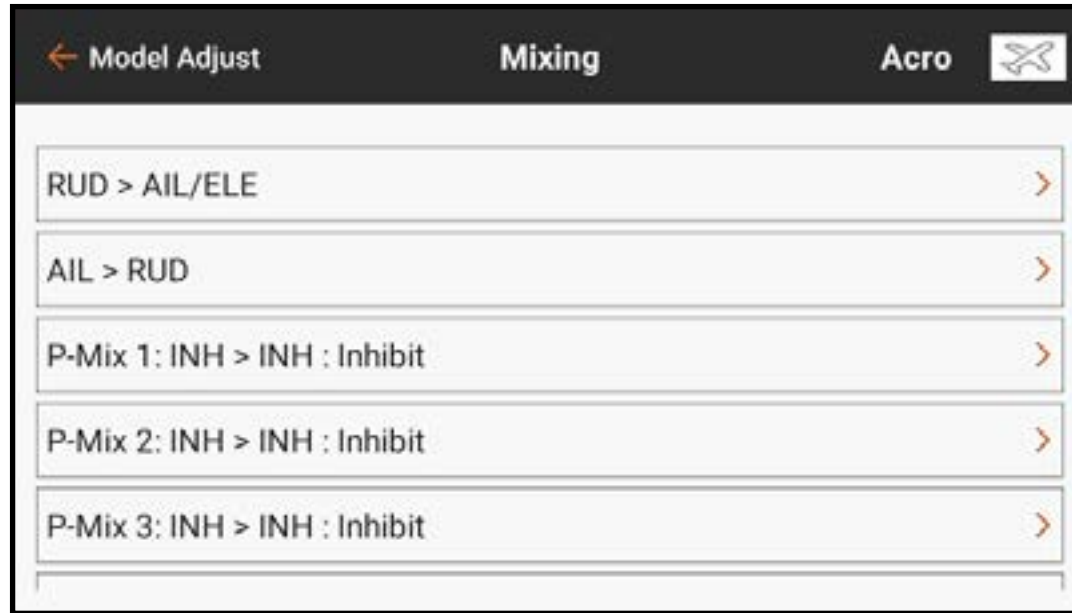 Model Adjust Mixing Acro
RUD > AIL/ELE
AIL > RUD
P-Mix 1: INH > INH : Inhibit
P-Mix 2: INH > INH : Inhibit
P-Mix 3: INH > INH : Inhibit